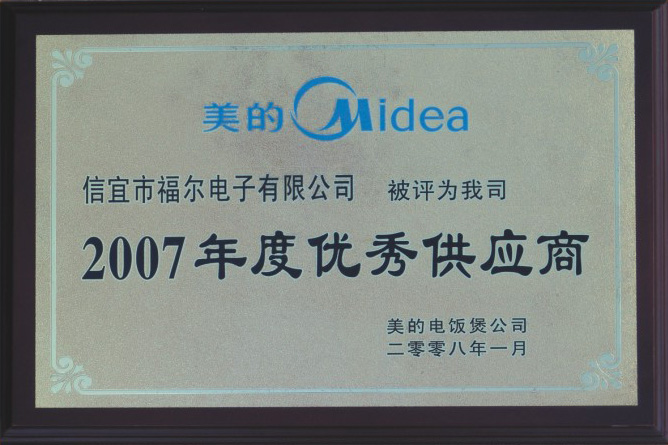 美的 Midea
信宜市福尔电子有限公司 被评为我司
2007年度优秀供应商
美的电饭煲公司
二零零八年一月